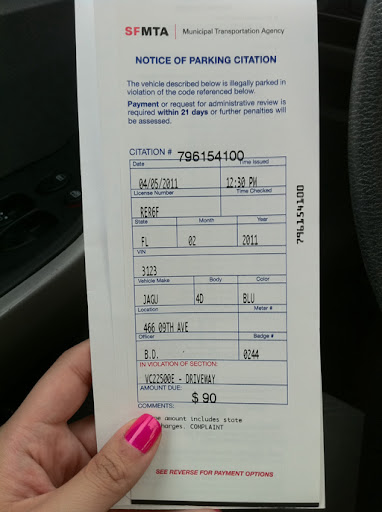 SFMTA | Municipal Transportation Agency
NOTICE OF PARKING CITATION
The vehicle described below is illegally parked in
violation of the code referenced below.
Payment or request for administrative review is
required within 21 days or further penalties will
be assessed.
CITATION # 796154100
Date Time Issued
04/05/2011 12:30 PM
License Number Time Checked
State Month Year
FL 02 2011
VIN
3123
Vehicle Make Body Color
JAGU 4D BLU
Location Meter #
466 09TH AVE
Officer Badge #
B.D. 0244
IN VIOLATION OF SECTION:
VC22500E - DRIVEWAY
AMOUNT DUE: $ 90
COMMENTS:
amount includes state
charges. COMPLAINT
SEE REVERSE FOR PAYMENT OPTIONS
796154100